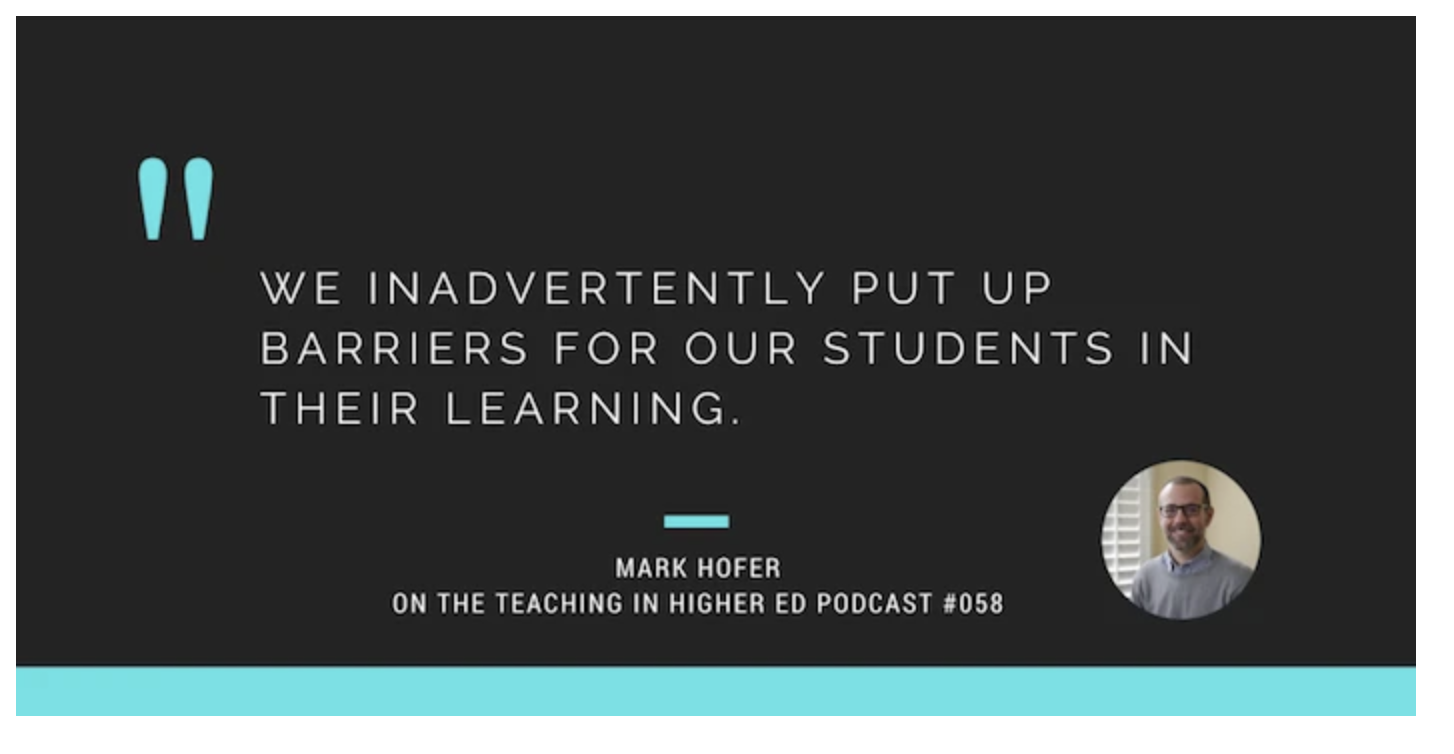 "
WE INADVERTENTLY PUT UP
BARRIERS FOR OUR STUDENTS IN
THEIR LEARNING.
MARK HOFER
ON THE TEACHING IN HIGHER ED PODCAST #058